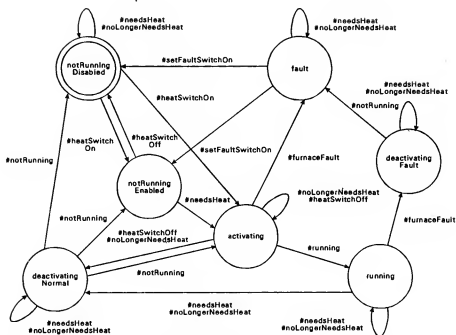 #needsHeat
#noLongerNeedsHeat
#needsHeat
#noLongerNeedsHeat
notRunning
Disabled
#setFaultSwitchOn
fault
#heatSwitchOn
#needsHeat
#noLongerNeedsHeat
#notRunning
#heatSwitch
On
#heatSwitch
Off
#setFaultSwitchOn
#furnaceFault
deactivating
Fault
#notRunning
notRunning
Enabled
#needsHeat
#noLongerNeedsHeat
#heatSwitchOff
#notRunning
#heatSwitchOff
#noLongerNeedsHeat
activating
#running
#furnaceFault
deactivating
Normal
#notRunning
running
#needsHeat
#noLongerNeedsHeat
#needsHeat
#noLongerNeedsHeat
#needsHeat
#noLongerNeedsHeat